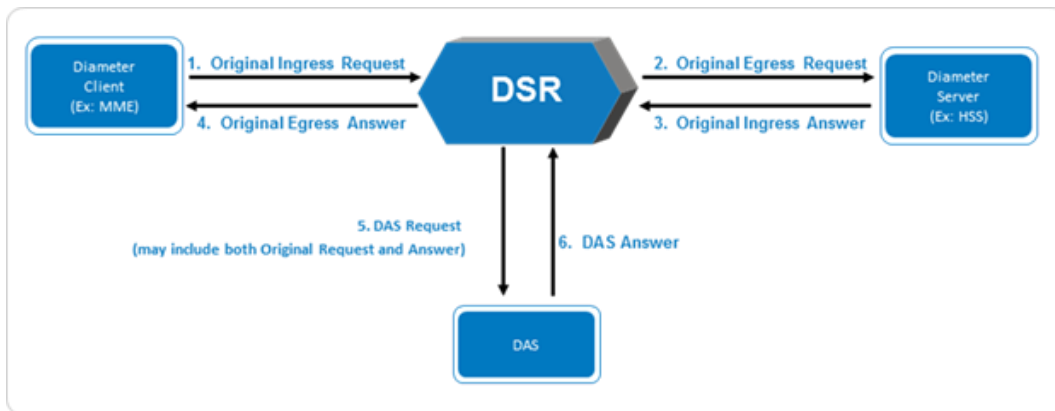 Diameter
Client
(Ex: MME)
1. Original Ingress Request
4. Original Egress Answer
DSR
2. Original Egress Request
3. Original Ingress Answer
Diameter
Server
(Ex: HSS)
5. DAS Request
(may include both Original Request and Answer)
6. DAS Answer
DAS